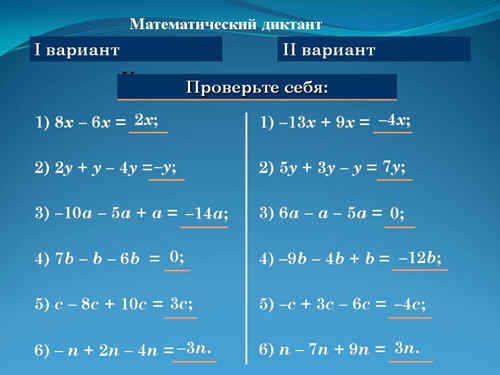 Математический диктант
I вариант
II вариант
Проверьте себя:
1) 8x – 6x = 2x;
2) 2y + y – 4y = –y;
3) –10a – 5a + a = –14a;
4) 7b – b – 6b = 0;
5) c – 8c + 10c = 3c;
6) – n + 2n – 4n = –3n.
1) –13x + 9x = –4x;
2) 5y + 3y – y = 7y;
3) 6a – a – 5a = 0;
4) –9b – 4b + b = –12b;
5) –c + 3c – 6c = –4c;
6) n – 7n + 9n = 3n.